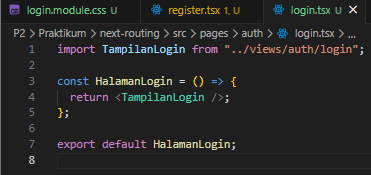 login.module.css U register.tsx 1, U login.tsx U
P2 > Praktikum > next-routing > src > pages > auth > login.tsx > ...
1 import TampilanLogin from "../views/auth/login";
2
3 const HalamanLogin = () => {
4 return <TampilanLogin />;
5 };
6
7 export default HalamanLogin;
8